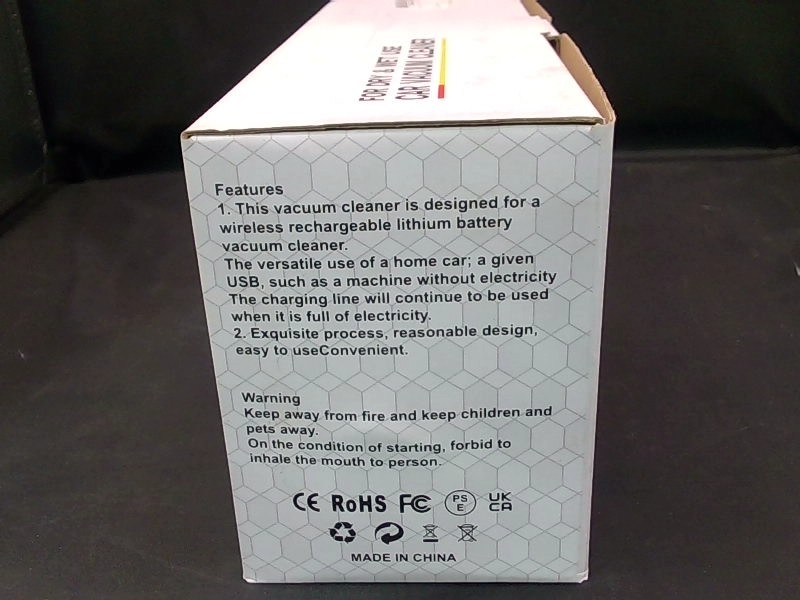 FOR DRY & WET USE
CAR VACUUM CLEANER
Features
1. This vacuum cleaner is designed for a
wireless rechargeable lithium battery
vacuum cleaner.
The versatile use of a home car; a given
USB, such as a machine without electricity
The charging line will continue to be used
when it is full of electricity.
2. Exquisite process, reasonable design,
easy to useConvenient.
Warning
Keep away from fire and keep children and
pets away.
On the condition of starting, forbid to
inhale the mouth to person.
CE RoHS FC PS E UK CA
MADE IN CHINA